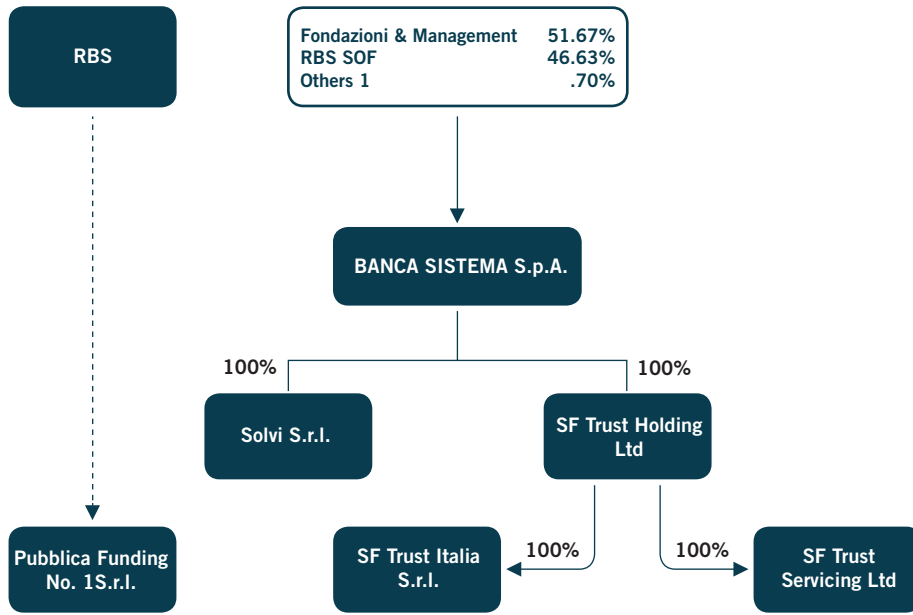 RBS
Fondazioni & Management 51.67%
RBS SOF 46.63%
Others 1 .70%
BANCA SISTEMA S.p.A.
100%
100%
Solvi S.r.l.
SF Trust Holding
Ltd
Pubblica Funding
No. 1S.r.l.
SF Trust Italia
S.r.l.
100%
100%
SF Trust
Servicing Ltd